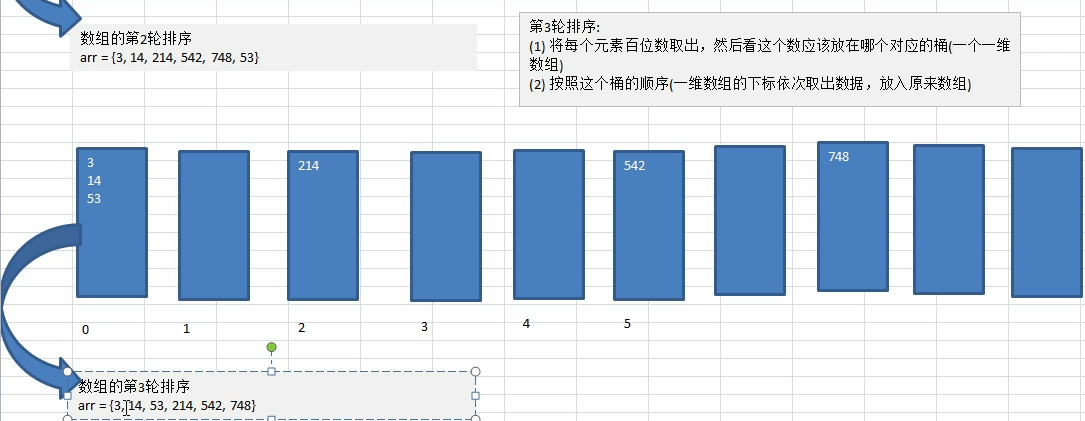 数组的第2轮排序
arr = {3, 14, 214, 542, 748, 53}
第3轮排序:
(1) 将每个元素百位数取出，然后看这个数应该放在哪个对应的桶(一个一维
数组)
(2) 按照这个桶的顺序(一维数组的下标依次取出数据，放入原来数组)
3
14
53
214
542
748
0
1
2
3
4
5
数组的第3轮排序
arr = {3, 14, 53, 214, 542, 748}